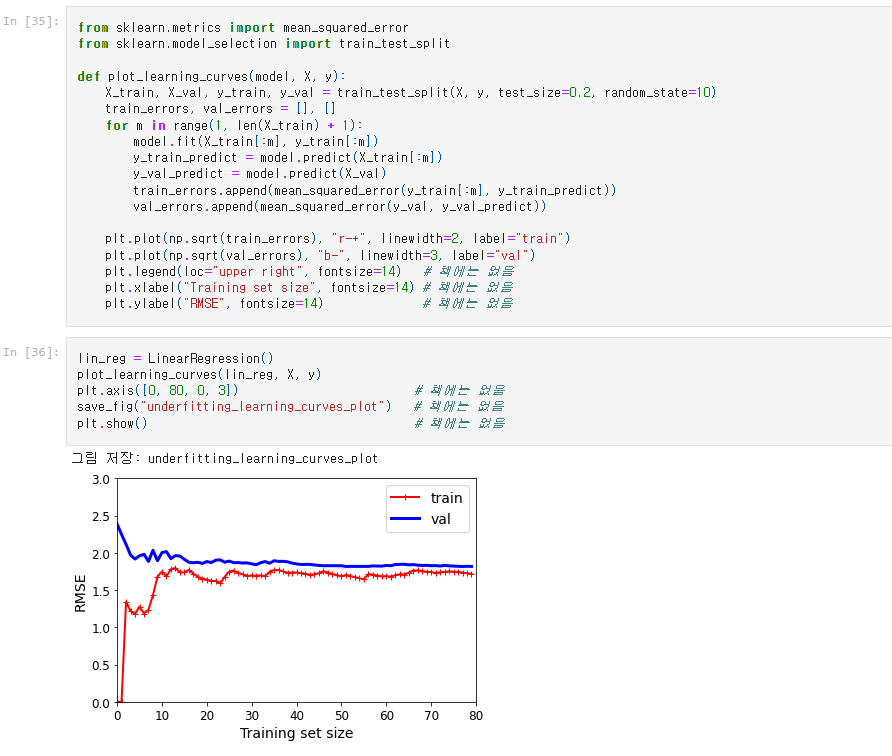 In [35]:
from sklearn.metrics import mean_squared_error
from sklearn.model_selection import train_test_split
def plot_learning_curves(model, X, y):
    X_train, X_val, y_train, y_val = train_test_split(X, y, test_size=0.2, random_state=10)
    train_errors, val_errors = [], []
    for m in range(1, len(X_train) + 1):
        model.fit(X_train[:m], y_train[:m])
        y_train_predict = model.predict(X_train[:m])
        y_val_predict = model.predict(X_val)
        train_errors.append(mean_squared_error(y_train[:m], y_train_predict))
        val_errors.append(mean_squared_error(y_val, y_val_predict))
    plt.plot(np.sqrt(train_errors), "r-+", linewidth=2, label="train")
    plt.plot(np.sqrt(val_errors), "b-", linewidth=3, label="val")
    plt.legend(loc="upper right", fontsize=14)   # 책에는 없음
    plt.xlabel("Training set size", fontsize=14) # 책에는 없음
    plt.ylabel("RMSE", fontsize=14)              # 책에는 없음
In [36]:
lin_reg = LinearRegression()
plot_learning_curves(lin_reg, X, y)
plt.axis([0, 80, 0, 3])                         # 책에는 없음
save_fig("underfitting_learning_curves_plot")   # 책에는 없음
plt.show()                                      # 책에는 없음
그림 저장: underfitting_learning_curves_plot
3.0
2.5
2.0
1.5
1.0
0.5
0.0
RMSE
train
val
0 10 20 30 40 50 60 70 80
Training set size